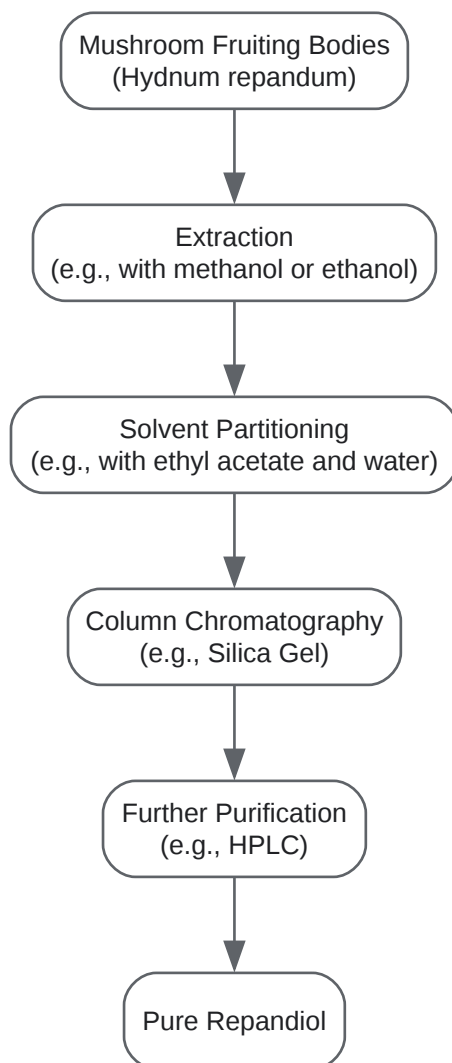 Mushroom Fruiting Bodies
(Hydnum repandum)
Extraction
(e.g., with methanol or ethanol)
Solvent Partitioning
(e.g., with ethyl acetate and water)
Column Chromatography
(e.g., Silica Gel)
Further Purification
(e.g., HPLC)
Pure Repandiol